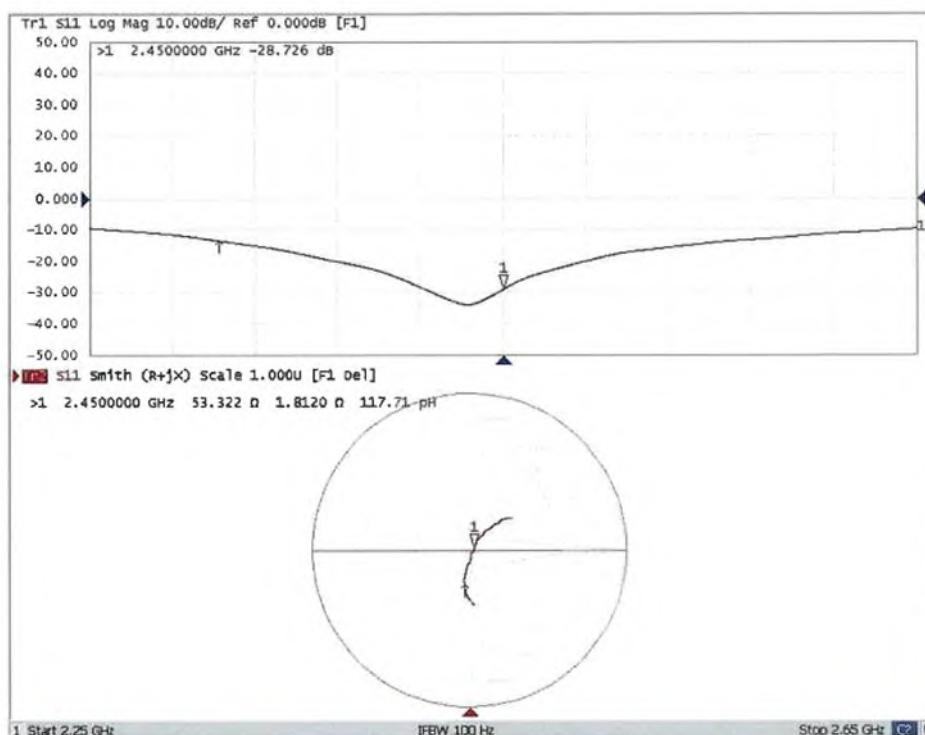 Tr1 S11 Log Mag 10.00dB/ Ref 0.000dB [F1]
50.00
>1 2.4500000 GHz -28.726 dB
40.00
30.00
20.00
10.00
0.000
-10.00
1
-20.00
1
-30.00
-40.00
-50.00
Tr2 S11 Smith (R+jX) Scale 1.000U [F1 Del]
>1 2.4500000 GHz 53.322 Ω 1.8120 Ω 117.71 pH
1
1 Start 2.25 GHz IFBW 100 Hz Stop 2.65 GHz C2